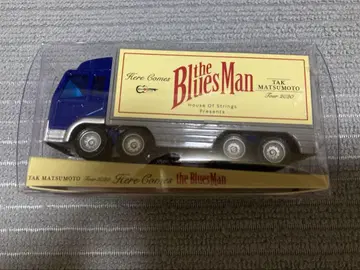 Here Comes
the
BluesMan
House Of Strings
Presents
TAK
MATSUMOTO
Tour 2020
TAK MATSUMOTO Tour 2020 Here Comes the BluesMan